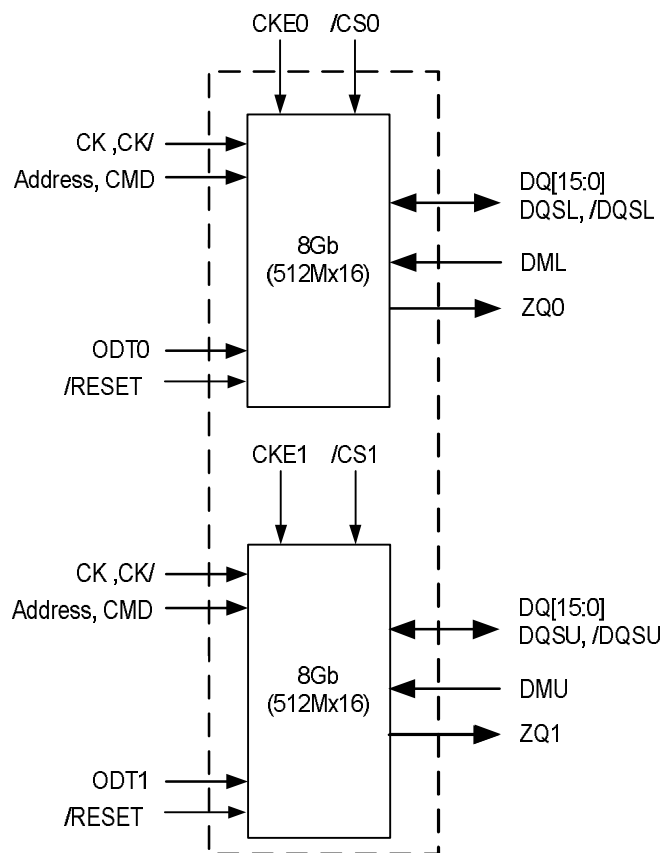 CKE0 /CS0
CK ,CK/
Address, CMD
DQ[15:0]
DQSL, /DQSL
8Gb
(512Mx16)
DML
ZQ0
ODT0
/RESET
CKE1 /CS1
CK ,CK/
Address, CMD
DQ[15:0]
DQSU, /DQSU
8Gb
(512Mx16)
DMU
ZQ1
ODT1
/RESET